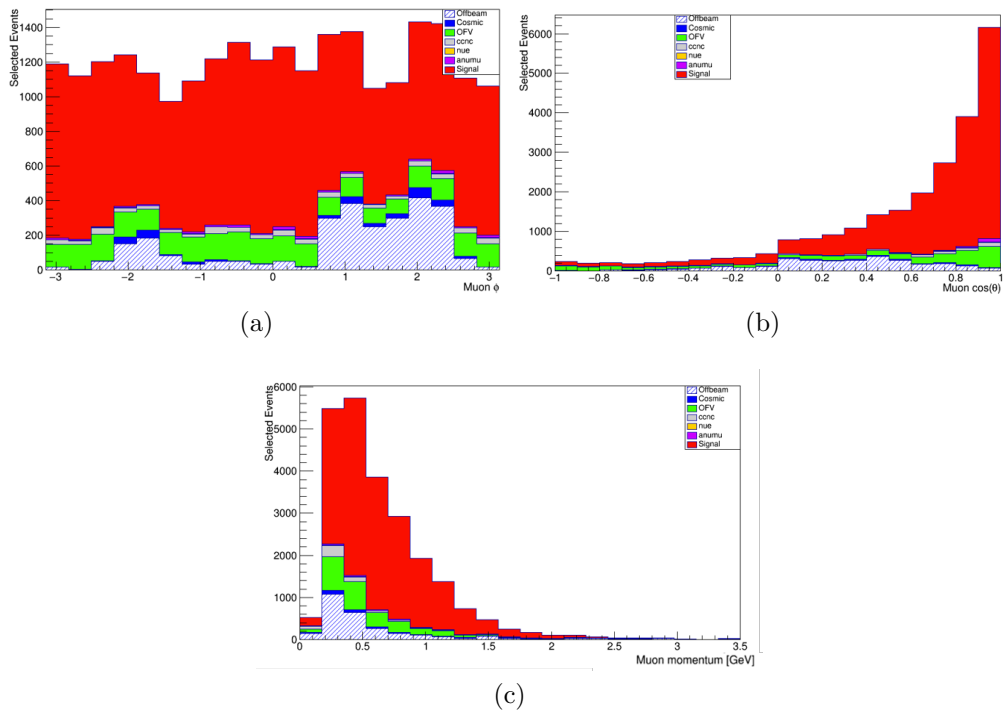 Selected Events
1400
1200
1000
800
600
400
200
0
−3 −2 −1 0 1 2 3
Muon ϕ
Offbeam
Cosmic
OFV
ccnc
nue
anumu
Signal
(a)
Selected Events
6000
5000
4000
3000
2000
1000
0
−1 −0.8 −0.6 −0.4 −0.2 0 0.2 0.4 0.6 0.8 1
Muon cos(θ)
Offbeam
Cosmic
OFV
ccnc
nue
anumu
Signal
(b)
Selected Events
6000
5000
4000
3000
2000
1000
0
0 0.5 1 1.5 2 2.5 3 3.5
Muon momentum [GeV]
Offbeam
Cosmic
OFV
ccnc
nue
anumu
Signal
(c)